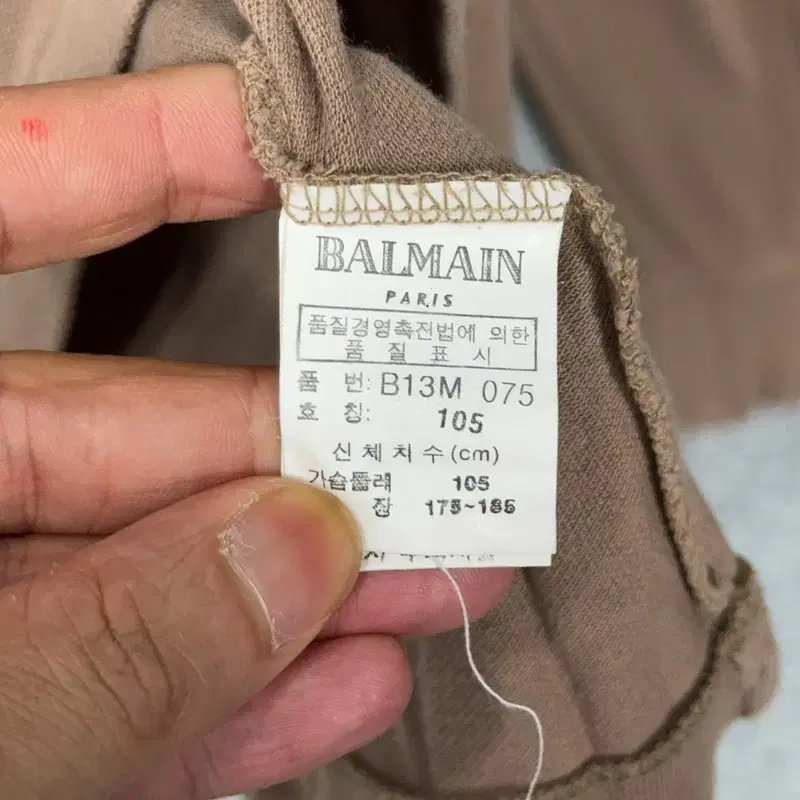 BALMAIN
PARIS
품질경영촉진법에 의한
품 질 표 시
품 번: B13M 075
호 칭: 105
신체치수(cm)
가슴둘레 105
장 175~185